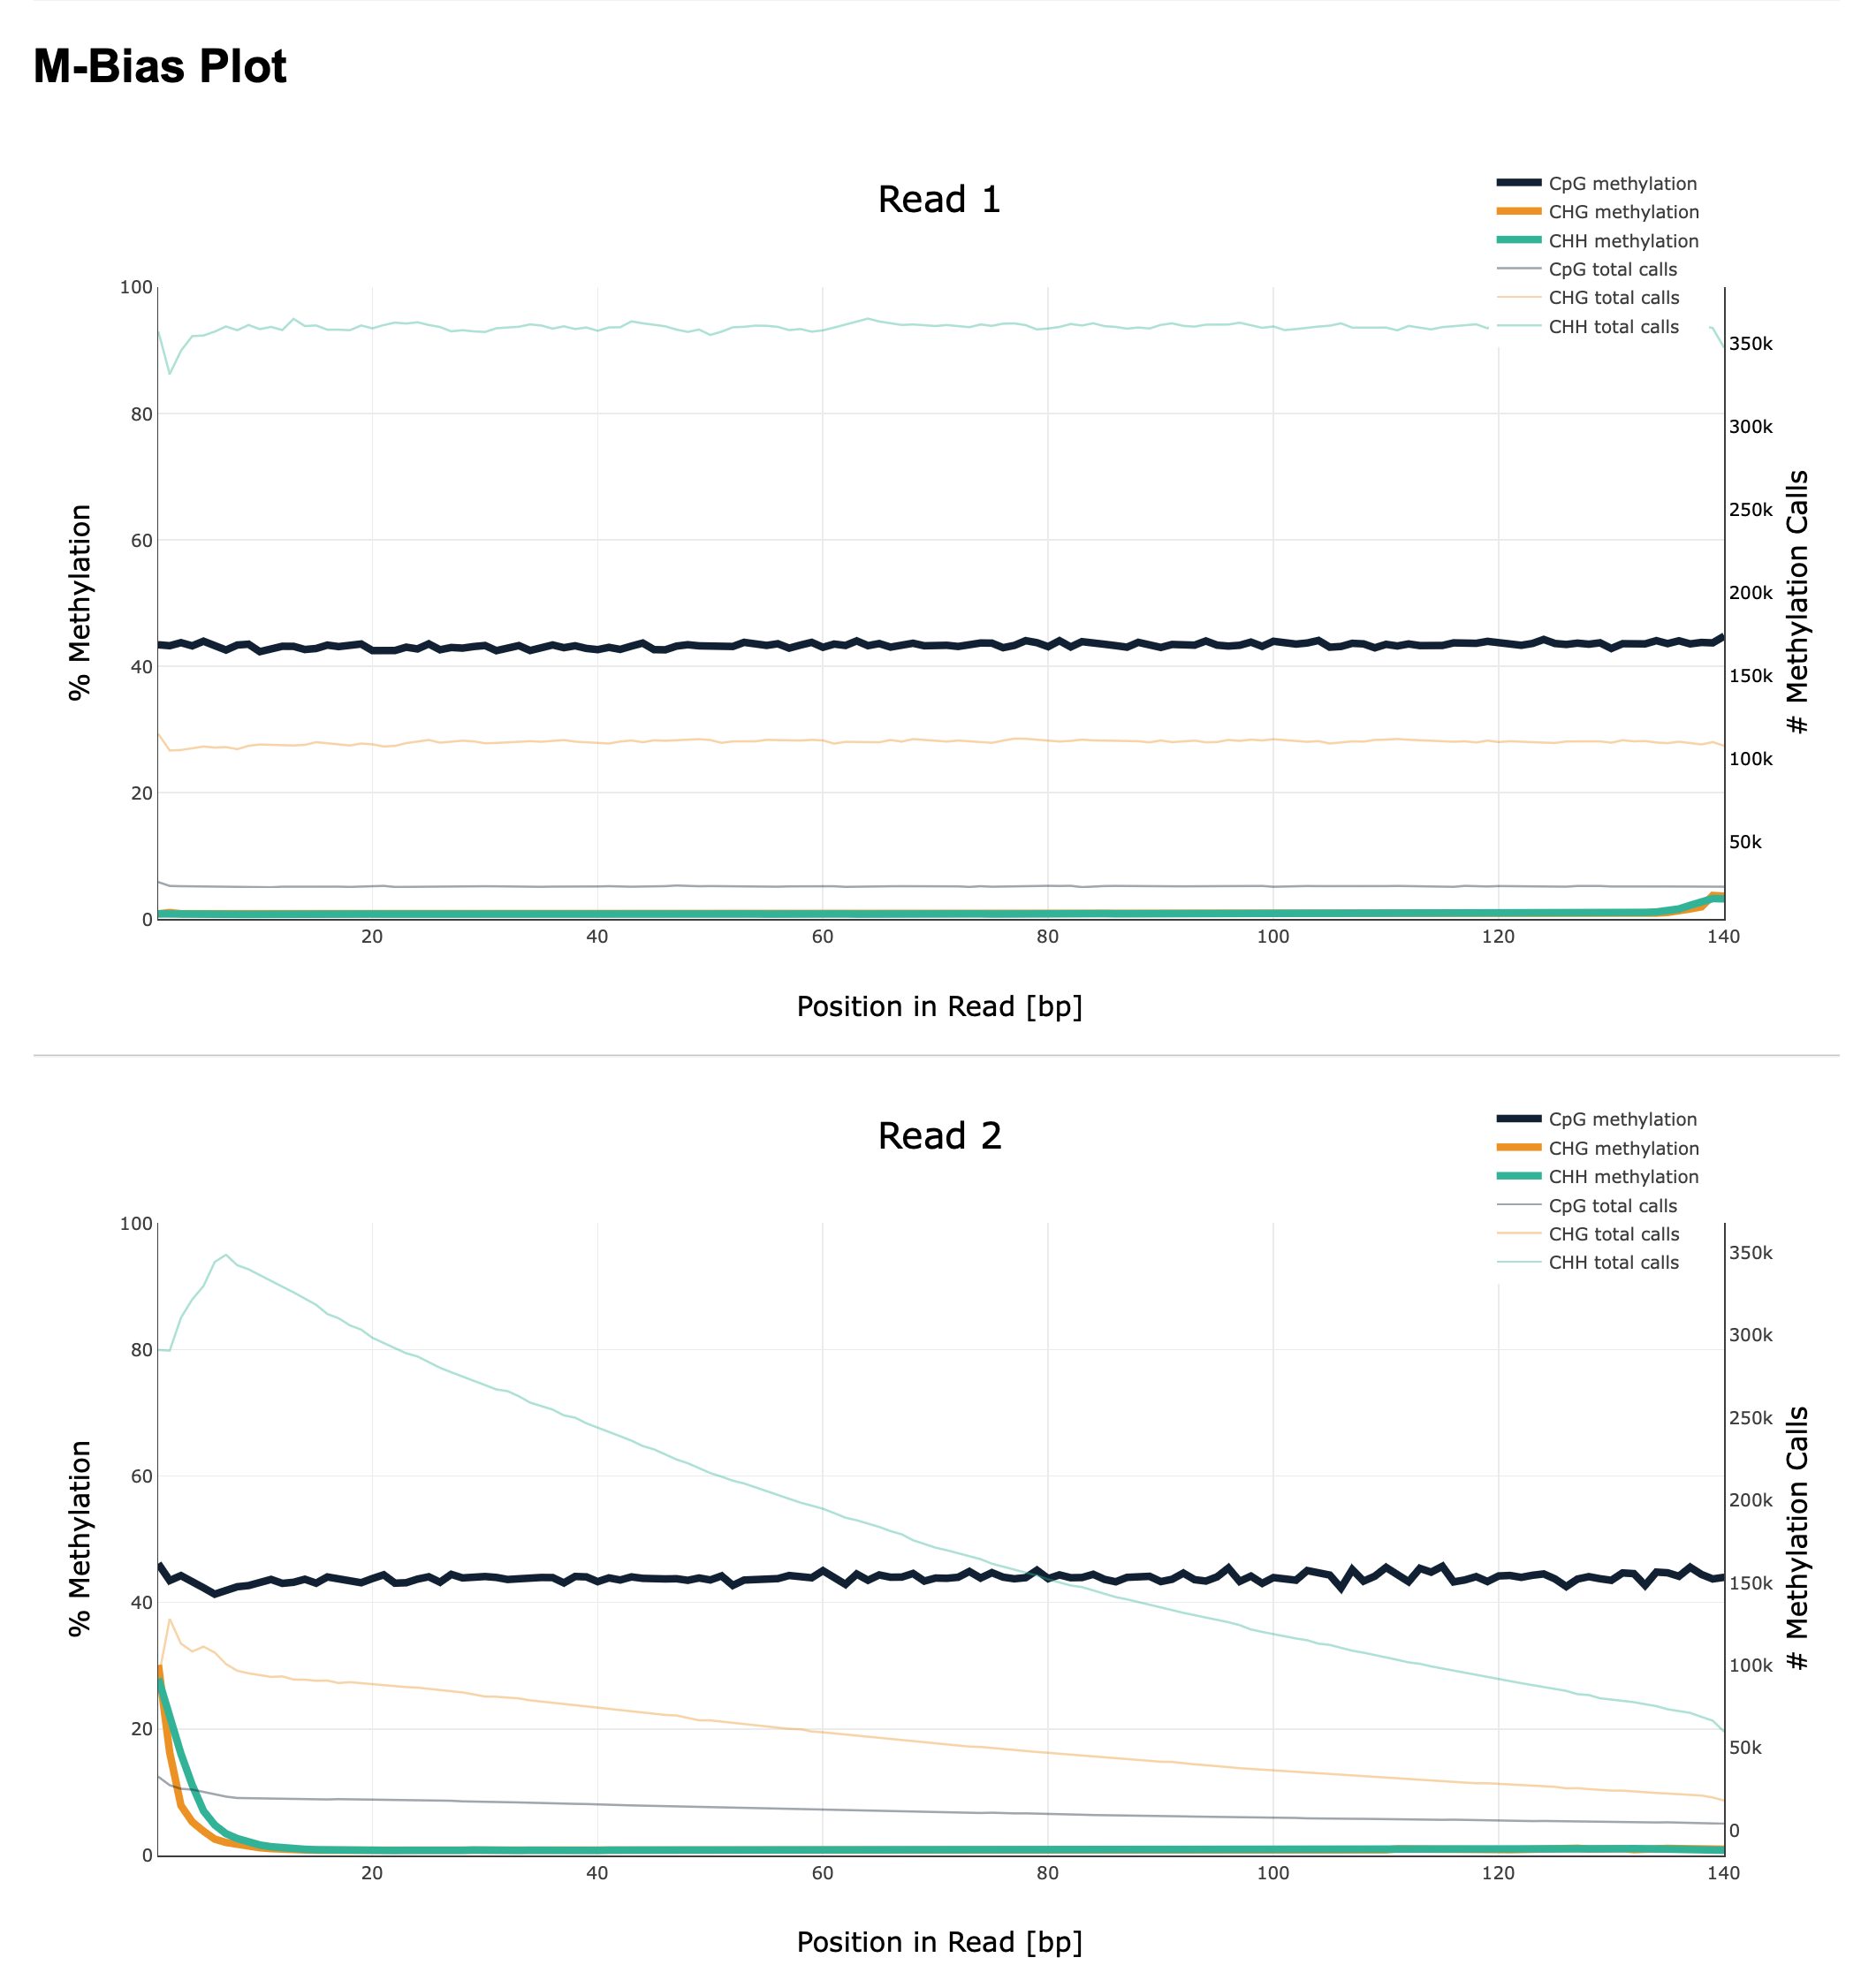 M-Bias Plot
Read 1
CpG methylation
CHG methylation
CHH methylation
CpG total calls
CHG total calls
CHH total calls
100
80
60
40
20
0
% Methylation
350k
300k
250k
200k
150k
100k
50k
# Methylation Calls
20 40 60 80 100 120 140
Position in Read [bp]
Read 2
CpG methylation
CHG methylation
CHH methylation
CpG total calls
CHG total calls
CHH total calls
100
80
60
40
20
0
% Methylation
350k
300k
250k
200k
150k
100k
50k
0
# Methylation Calls
20 40 60 80 100 120 140
Position in Read [bp]